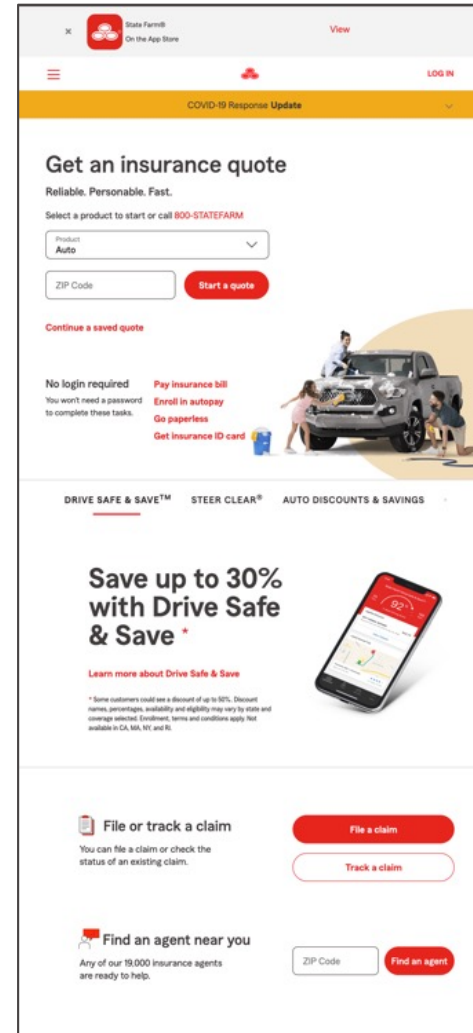 State Farm®
On the App Store
View
LOG IN
COVID-19 Response Update
Get an insurance quote
Reliable. Personable. Fast.
Select a product to start or call 800-STATEFARM
Product
Auto
ZIP Code
Start a quote
Continue a saved quote
No login required
You won't need a password
to complete these tasks.
Pay insurance bill
Enroll in autopay
Go paperless
Get insurance ID card
DRIVE SAFE & SAVE™ STEER CLEAR® AUTO DISCOUNTS & SAVINGS
Save up to 30%
with Drive Safe
& Save *
92
Learn more about Drive Safe & Save
* Some customers could see a discount of up to 50%. Discount
names, percentages, availability and eligibility may vary by state and
coverage selected. Enrollment, terms and conditions apply. Not
available in CA, MA, NY, and RI.
File or track a claim
You can file a claim or check the
status of an existing claim.
File a claim
Track a claim
Find an agent near you
Any of our 19,000 insurance agents
are ready to help.
ZIP Code
Find an agent